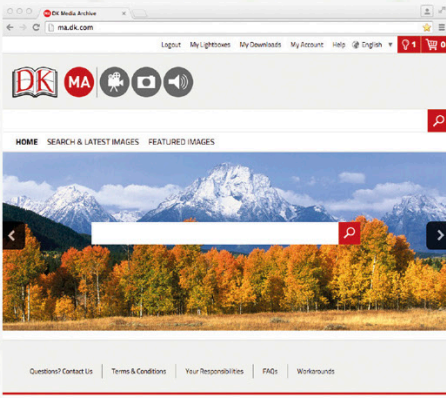 DK Media Archive
ma.dk.com
Logout My Lightboxes My Downloads My Account Help English 1 0
DK MA
HOME SEARCH & LATEST IMAGES FEATURED IMAGES
Questions? Contact Us Terms & Conditions Your Responsibilities FAQs Workarounds